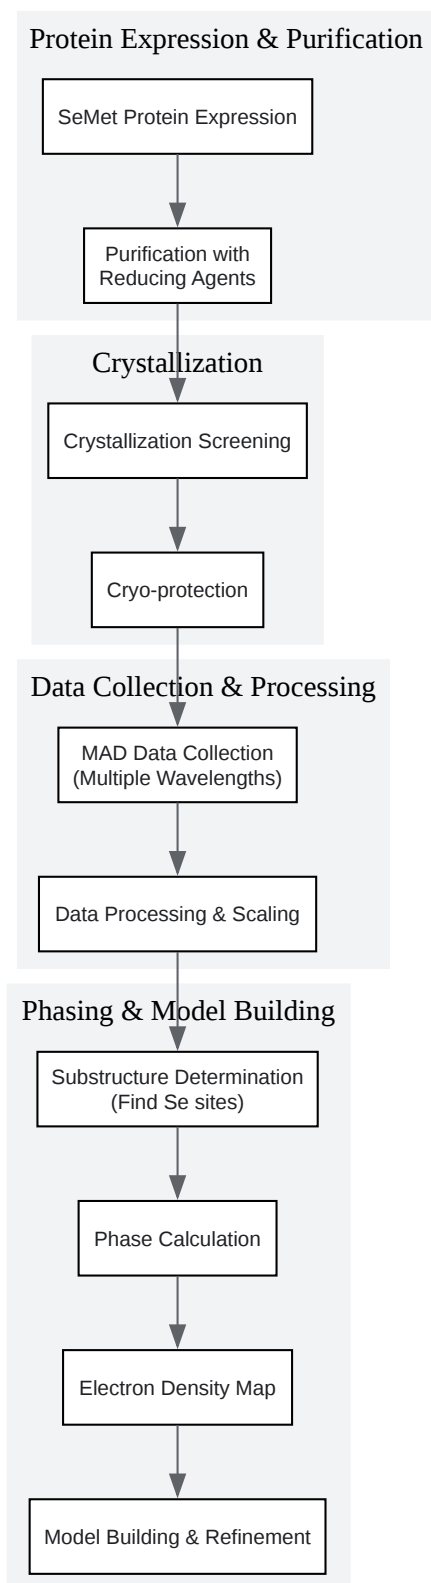 Protein Expression & Purification
SeMet Protein Expression
Purification with
Reducing Agents
Crystallization
Crystallization Screening
Cryo-protection
Data Collection & Processing
MAD Data Collection
(Multiple Wavelengths)
Data Processing & Scaling
Phasing & Model Building
Substructure Determination
(Find Se sites)
Phase Calculation
Electron Density Map
Model Building & Refinement